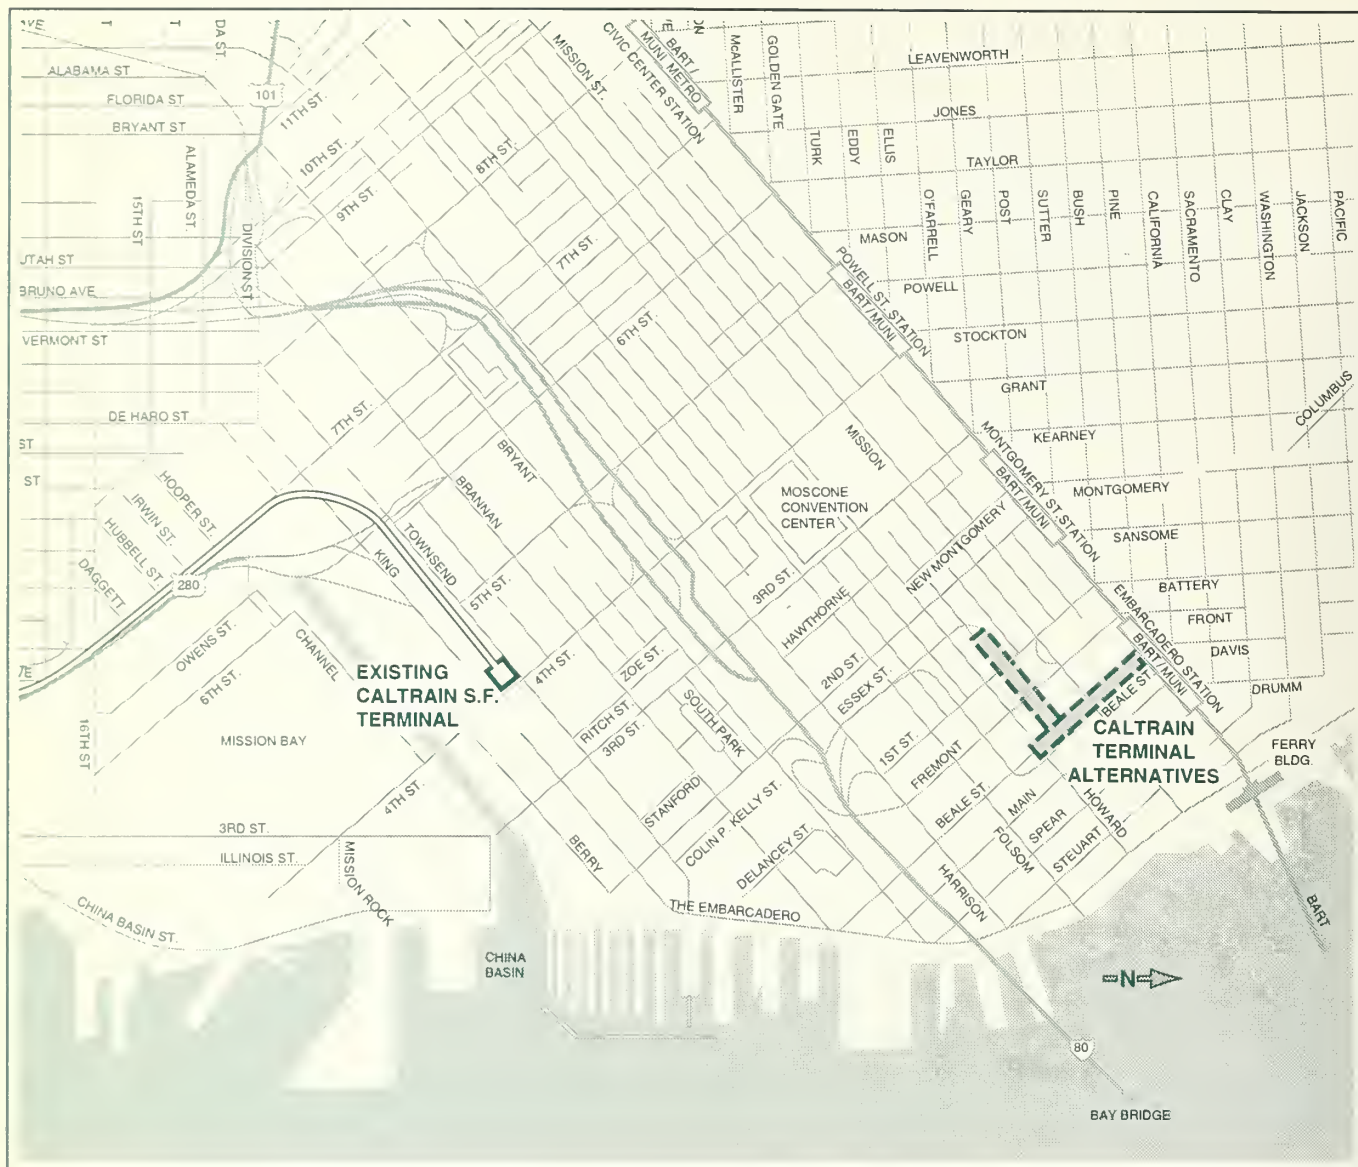 AVE
ALABAMA ST
FLORIDA ST
BRYANT ST
DA ST.
101
11TH ST.
10TH ST.
9TH ST.
8TH ST.
7TH ST.
6TH ST.
ALAMEDA ST.
15TH ST
DIVISION ST
UTAH ST
BRUNO AVE
VERMONT ST
DE HARO ST
ST
ST
MISSION ST.
BART/
MUNI METRO
CIVIC CENTER STATION
McALLISTER
GOLDEN GATE
TURK
EDDY
ELLIS
O'FARRELL
GEARY
POST
SUTTER
BUSH
PINE
CALIFORNIA
SACRAMENTO
CLAY
WASHINGTON
JACKSON
PACIFIC
LEAVENWORTH
JONES
TAYLOR
MASON
POWELL
STOCKTON
GRANT
KEARNEY
MONTGOMERY
SANSOME
BATTERY
FRONT
DAVIS
DRUMM
COLUMBUS
POWELL ST. STATION
BART/MUNI
MONTGOMERY ST. STATION
BART/MUNI
EMBARCADERO STATION
BART/MUNI
7TH ST.
BRYANT
BRANNAN
TOWNSEND
KING
5TH ST.
HOOPER ST.
IRWIN ST.
HUBBELL ST.
DAGGETT
280
OWENS ST.
6TH ST.
CHANNEL
16TH ST
MISSION BAY
4TH ST.
EXISTING
CALTRAIN S.F.
TERMINAL
4TH ST.
ZOE ST.
RITCH ST.
3RD ST.
SOUTH PARK
STANFORD
COLIN P. KELLY ST.
DELANCEY ST.
BERRY
THE EMBARCADERO
MISSION
MOSCONE
CONVENTION
CENTER
3RD ST.
HAWTHORNE
NEW MONTGOMERY
2ND ST.
ESSEX ST.
1ST ST.
FREMONT
BEALE ST.
BEALE ST.
MAIN
SPEAR
STEUART
FOLSOM
HOWARD
HARRISON
CALTRAIN
TERMINAL
ALTERNATIVES
FERRY
BLDG.
BART
3RD ST.
ILLINOIS ST.
MISSION ROCK
CHINA BASIN ST.
CHINA
BASIN
N
80
BAY BRIDGE